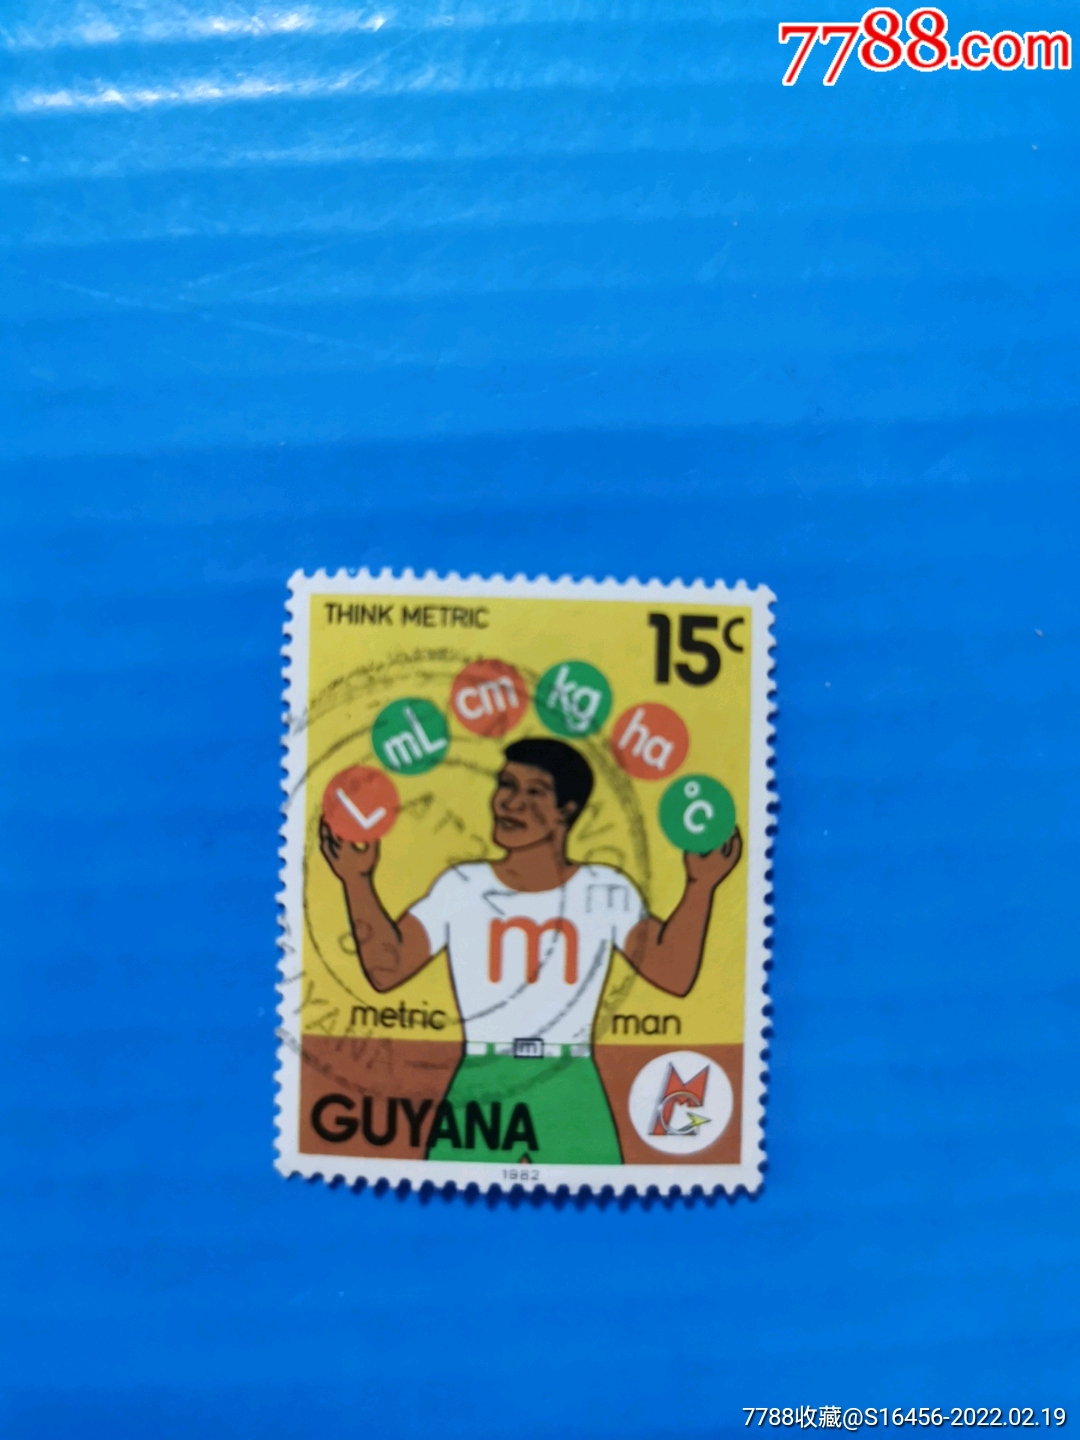 7788.com
THINK METRIC
15c
L
mL
cm
kg
ha
°C
m
metric man
m
GUYANA
1982
7788收藏@S16456-2022.02.19